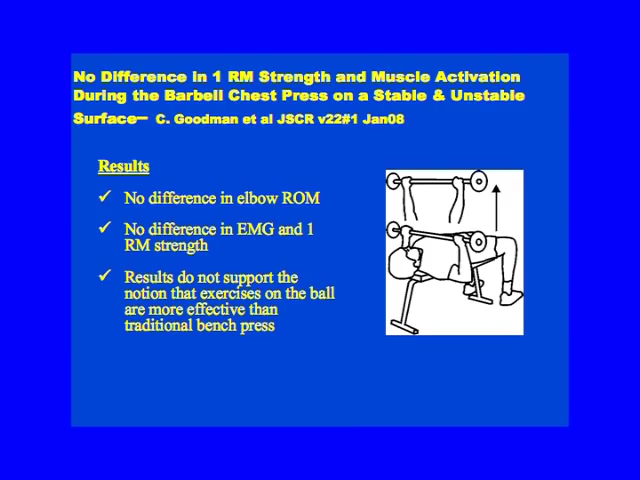 No Difference in 1 RM Strength and Muscle Activation
During the Barbell Chest Press on a Stable & Unstable
Surface– C. Goodman et al JSCR v22#1 Jan08
Results
✓ No difference in elbow ROM
✓ No difference in EMG and 1
RM strength
✓ Results do not support the
notion that exercises on the ball
are more effective than
traditional bench press